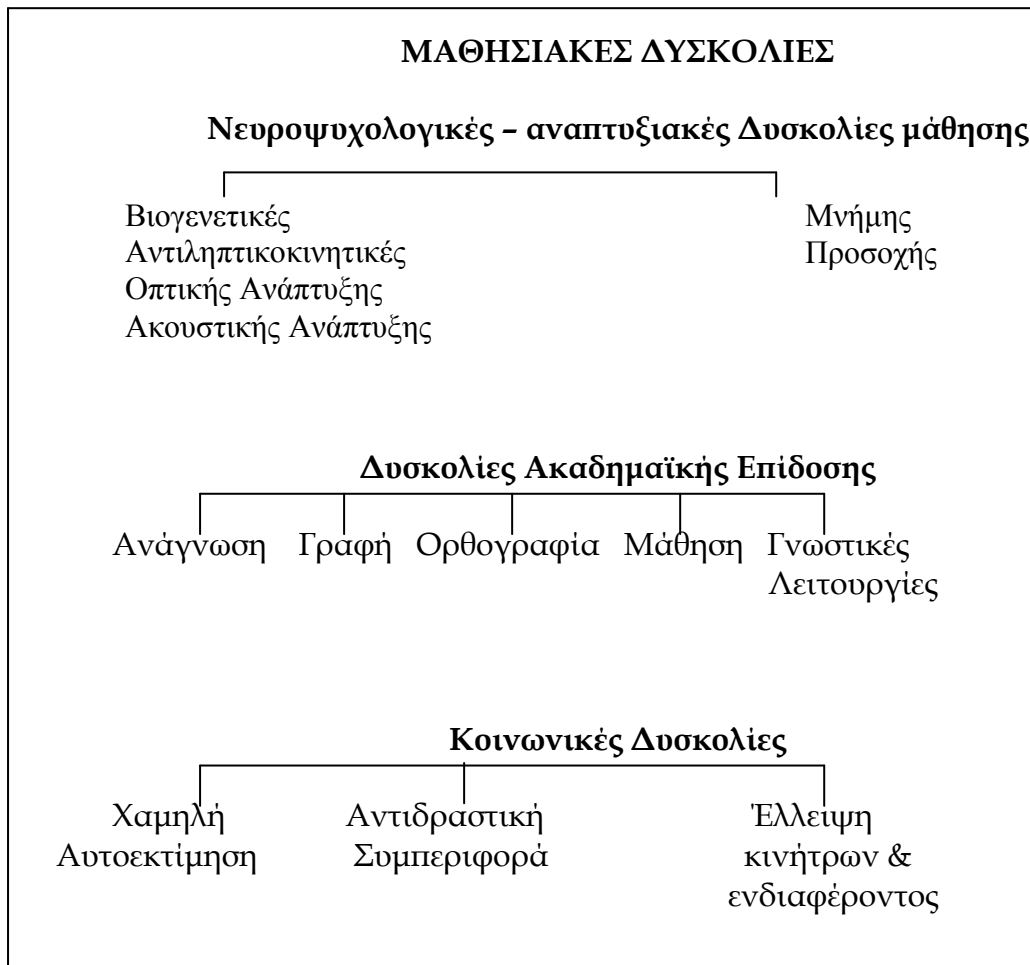 ΜΑΘΗΣΙΑΚΕΣ ΔΥΣΚΟΛΙΕΣ
Νευροψυχολογικές – αναπτυξιακές Δυσκολίες μάθησης
Βιογενετικές
Αντιληπτικοκινητικές
Οπτικής Ανάπτυξης
Ακουστικής Ανάπτυξης
Μνήμης
Προσοχής
Δυσκολίες Ακαδημαϊκής Επίδοσης
Ανάγνωση Γραφή Ορθογραφία Μάθηση Γνωστικές
Λειτουργίες
Κοινωνικές Δυσκολίες
Χαμηλή Αντιδραστική Έλλειψη
Αυτοεκτίμηση Συμπεριφορά κινήτρων &
ενδιαφέροντος